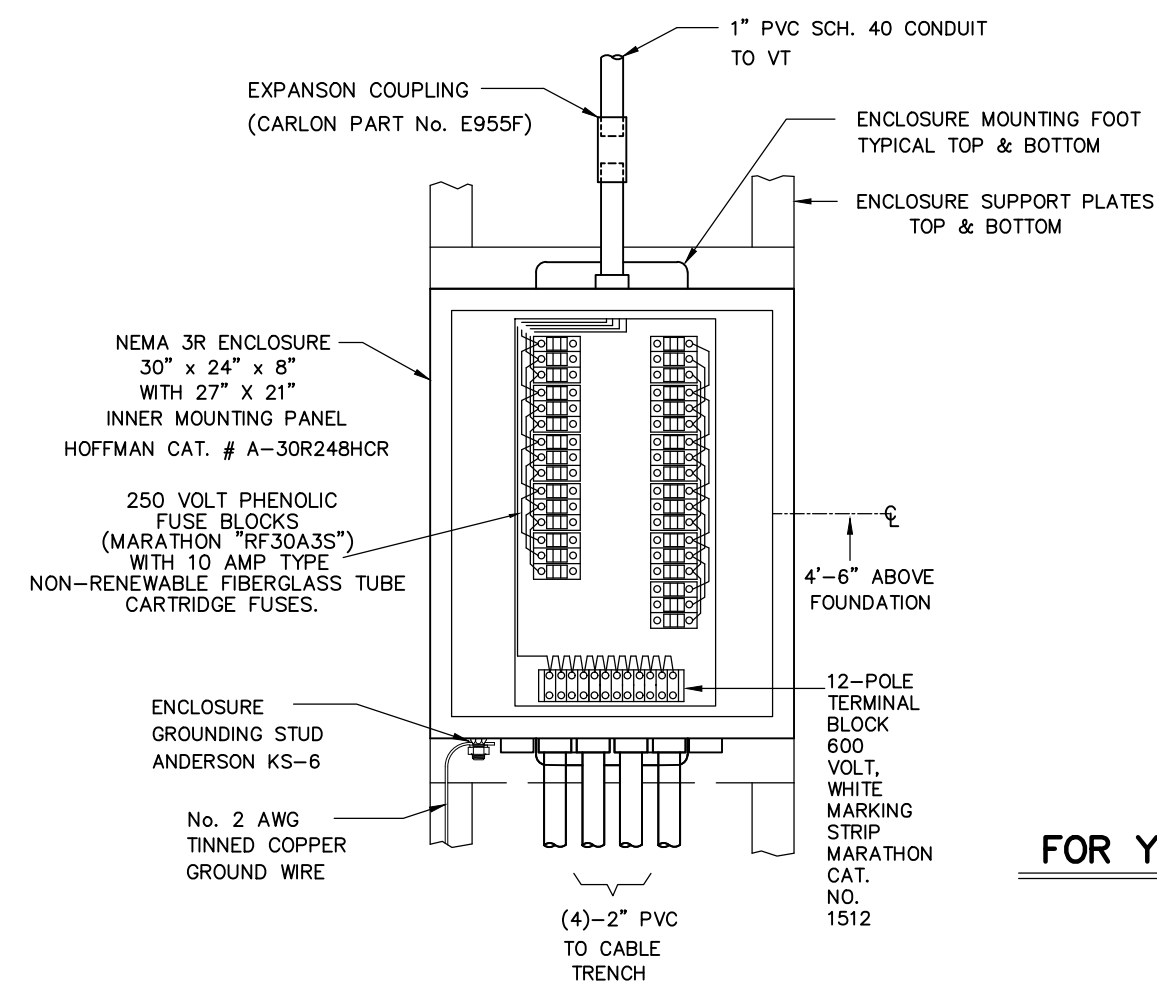 1" PVC SCH. 40 CONDUIT
TO VT
EXPANSON COUPLING
(CARLON PART No. E955F)
ENCLOSURE MOUNTING FOOT
TYPICAL TOP & BOTTOM
ENCLOSURE SUPPORT PLATES
TOP & BOTTOM
NEMA 3R ENCLOSURE
30" x 24" x 8"
WITH 27" X 21"
INNER MOUNTING PANEL
HOFFMAN CAT. # A-30R248HCR
250 VOLT PHENOLIC
FUSE BLOCKS
(MARATHON "RF30A3S")
WITH 10 AMP TYPE
NON-RENEWABLE FIBERGLASS TUBE
CARTRIDGE FUSES.
℄
4'-6" ABOVE
FOUNDATION
ENCLOSURE
GROUNDING STUD
ANDERSON KS-6
No. 2 AWG
TINNED COPPER
GROUND WIRE
12-POLE
TERMINAL
BLOCK
600
VOLT,
WHITE
MARKING
STRIP
MARATHON
CAT.
NO.
1512
(4)-2" PVC
TO CABLE
TRENCH
FOR Y